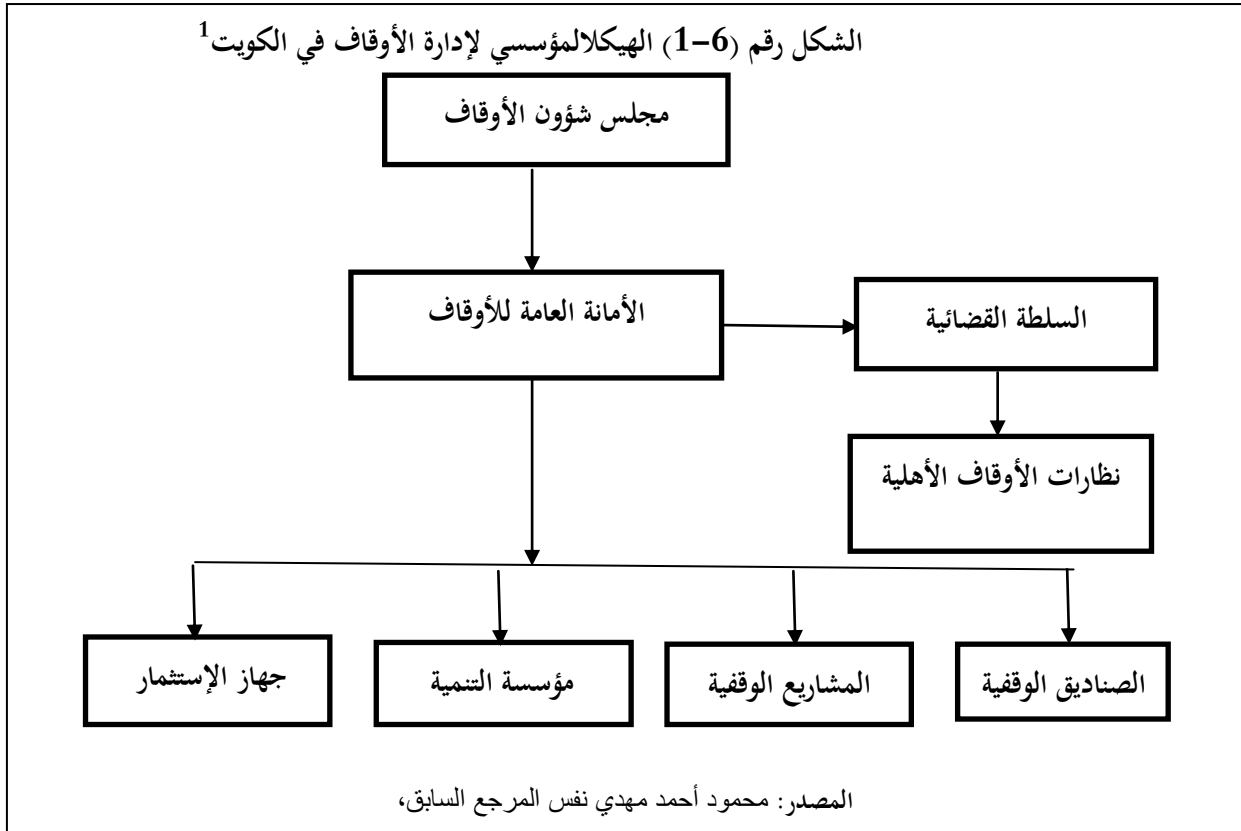 الشكل رقم (6-1) الهيكلالمؤسسي لإدارة الأوقاف في الكويت1
مجلس شؤون الأوقاف
الأمانة العامة للأوقاف
السلطة القضائية
نظارات الأوقاف الأهلية
الصناديق الوقفية
المشاريع الوقفية
مؤسسة التنمية
جهاز الإستثمار
المصدر: محمود أحمد مهدي نفس المرجع السابق،